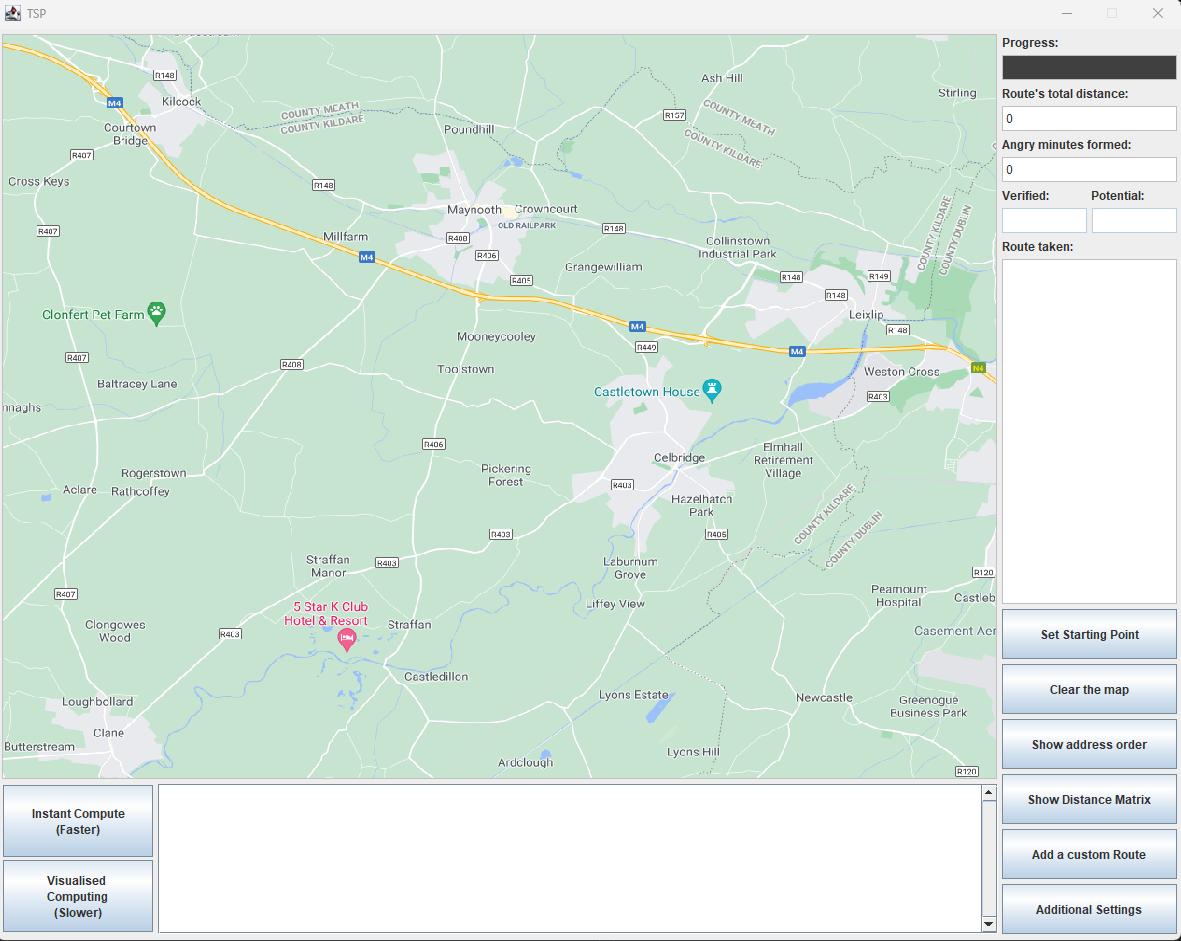 TSP
R148
Ash Hill
Stirling
M4
Kilcock
COUNTY MEATH
COUNTY KILDARE
R157
COUNTY MEATH
COUNTY KILDARE
Courtown
Bridge
Poundhill
R407
Cross Keys
R148
Maynooth
Crowncourt
OLD RAILPARK
R407
Millfarm
R408
R148
COUNTY KILDARE
COUNTY DUBLIN
M4
R406
Collinstown
Industrial Park
Grangewilliam
R405
R148
R149
R148
Clonfert Pet Farm
Leixlip
M4
R148
Mooneycooley
R449
M4
R407
R408
Toolstown
Weston Cross
N4
Baltracey Lane
Castletown House
R403
nnaghs
R406
Celbridge
Elmhall
Retirement
Village
Rogerstown
Pickering
Forest
Aclare
Rathcoffey
R403
Hazelhatch
Park
COUNTY KILDARE
COUNTY DUBLIN
R403
R405
Straffan
Manor
R403
Laburnum
Grove
R120
R407
Liffey View
Peamount
Hospital
Castleb
5 Star K Club
Hotel & Resort
Clongowes
Wood
R403
Straffan
Casement Aer
Castledillon
Loughbollard
Lyons Estate
Newcastle
Greenogue
Business Park
Clane
Butterstream
Lyons Hill
Ardclough
R120
Progress:
Route's total distance:
0
Angry minutes formed:
0
Verified:
Potential:
Route taken:
Set Starting Point
Clear the map
Show address order
Show Distance Matrix
Add a custom Route
Additional Settings
Instant Compute
(Faster)
Visualised
Computing
(Slower)